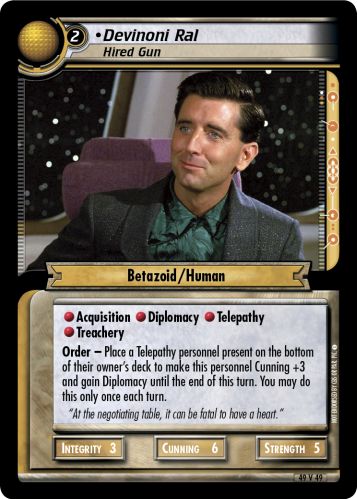 2
•Devinoni Ral
Hired Gun
Betazoid/Human
Acquisition Diplomacy Telepathy
Treachery
Order – Place a Telepathy personnel present on the bottom
of their owner's deck to make this personnel Cunning +3
and gain Diplomacy until the end of this turn. You may do
this only once each turn.
"At the negotiating table, it can be fatal to have a heart."
INTEGRITY 3
CUNNING 6
STRENGTH 5
49 V 49